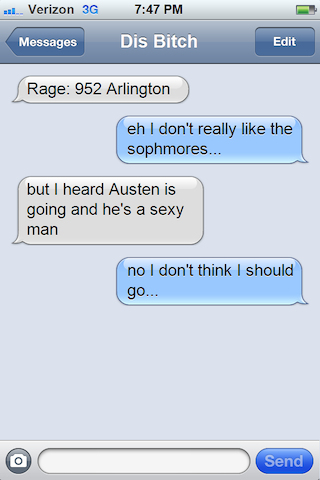 Verizon 3G 7:47 PM
Messages Dis Bitch Edit
Rage: 952 Arlington
eh I don't really like the
sophmores...
but I heard Austen is
going and he's a sexy
man
no I don't think I should
go...
Send